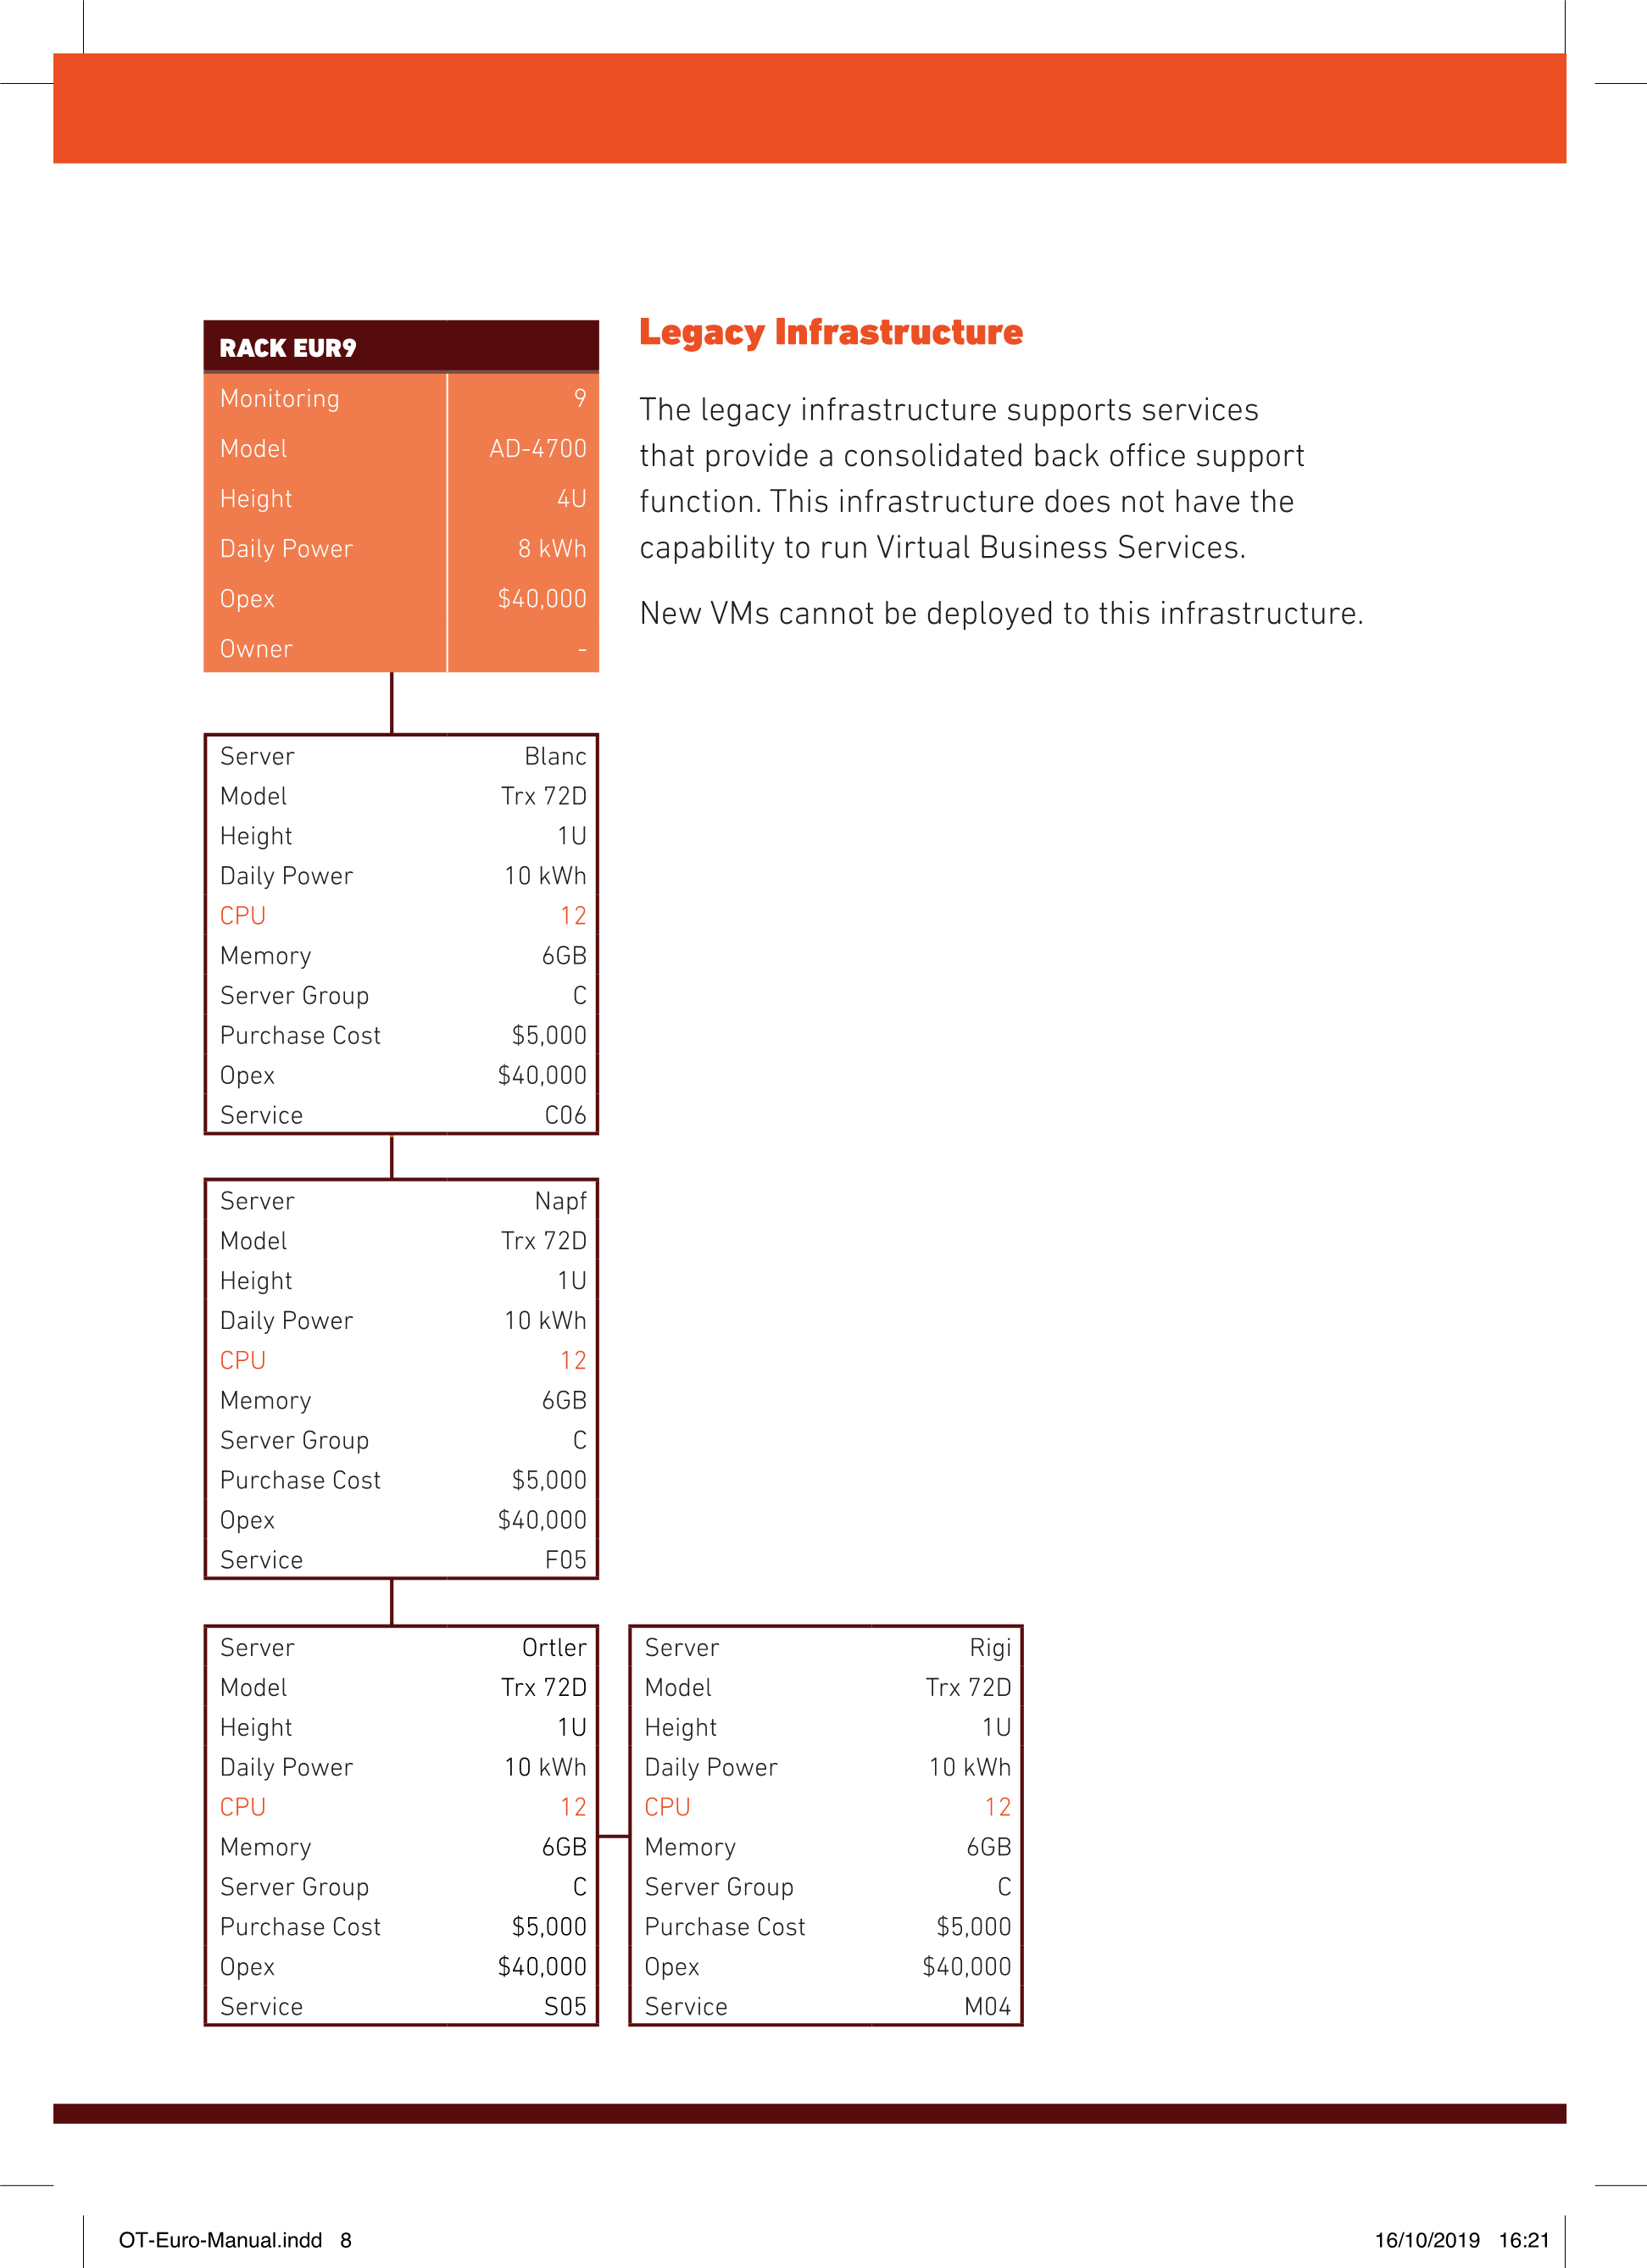 RACK EUR9
Monitoring 9
Model AD-4700
Height 4U
Daily Power 8 kWh
Opex $40,000
Owner -
Legacy Infrastructure
The legacy infrastructure supports services
that provide a consolidated back office support
function. This infrastructure does not have the
capability to run Virtual Business Services.
New VMs cannot be deployed to this infrastructure.
Server Blanc
Model Trx 72D
Height 1U
Daily Power 10 kWh
CPU 12
Memory 6GB
Server Group C
Purchase Cost $5,000
Opex $40,000
Service C06
Server Napf
Model Trx 72D
Height 1U
Daily Power 10 kWh
CPU 12
Memory 6GB
Server Group C
Purchase Cost $5,000
Opex $40,000
Service F05
Server Ortler
Model Trx 72D
Height 1U
Daily Power 10 kWh
CPU 12
Memory 6GB
Server Group C
Purchase Cost $5,000
Opex $40,000
Service S05
Server Rigi
Model Trx 72D
Height 1U
Daily Power 10 kWh
CPU 12
Memory 6GB
Server Group C
Purchase Cost $5,000
Opex $40,000
Service M04
OT-Euro-Manual.indd 8
16/10/2019 16:21